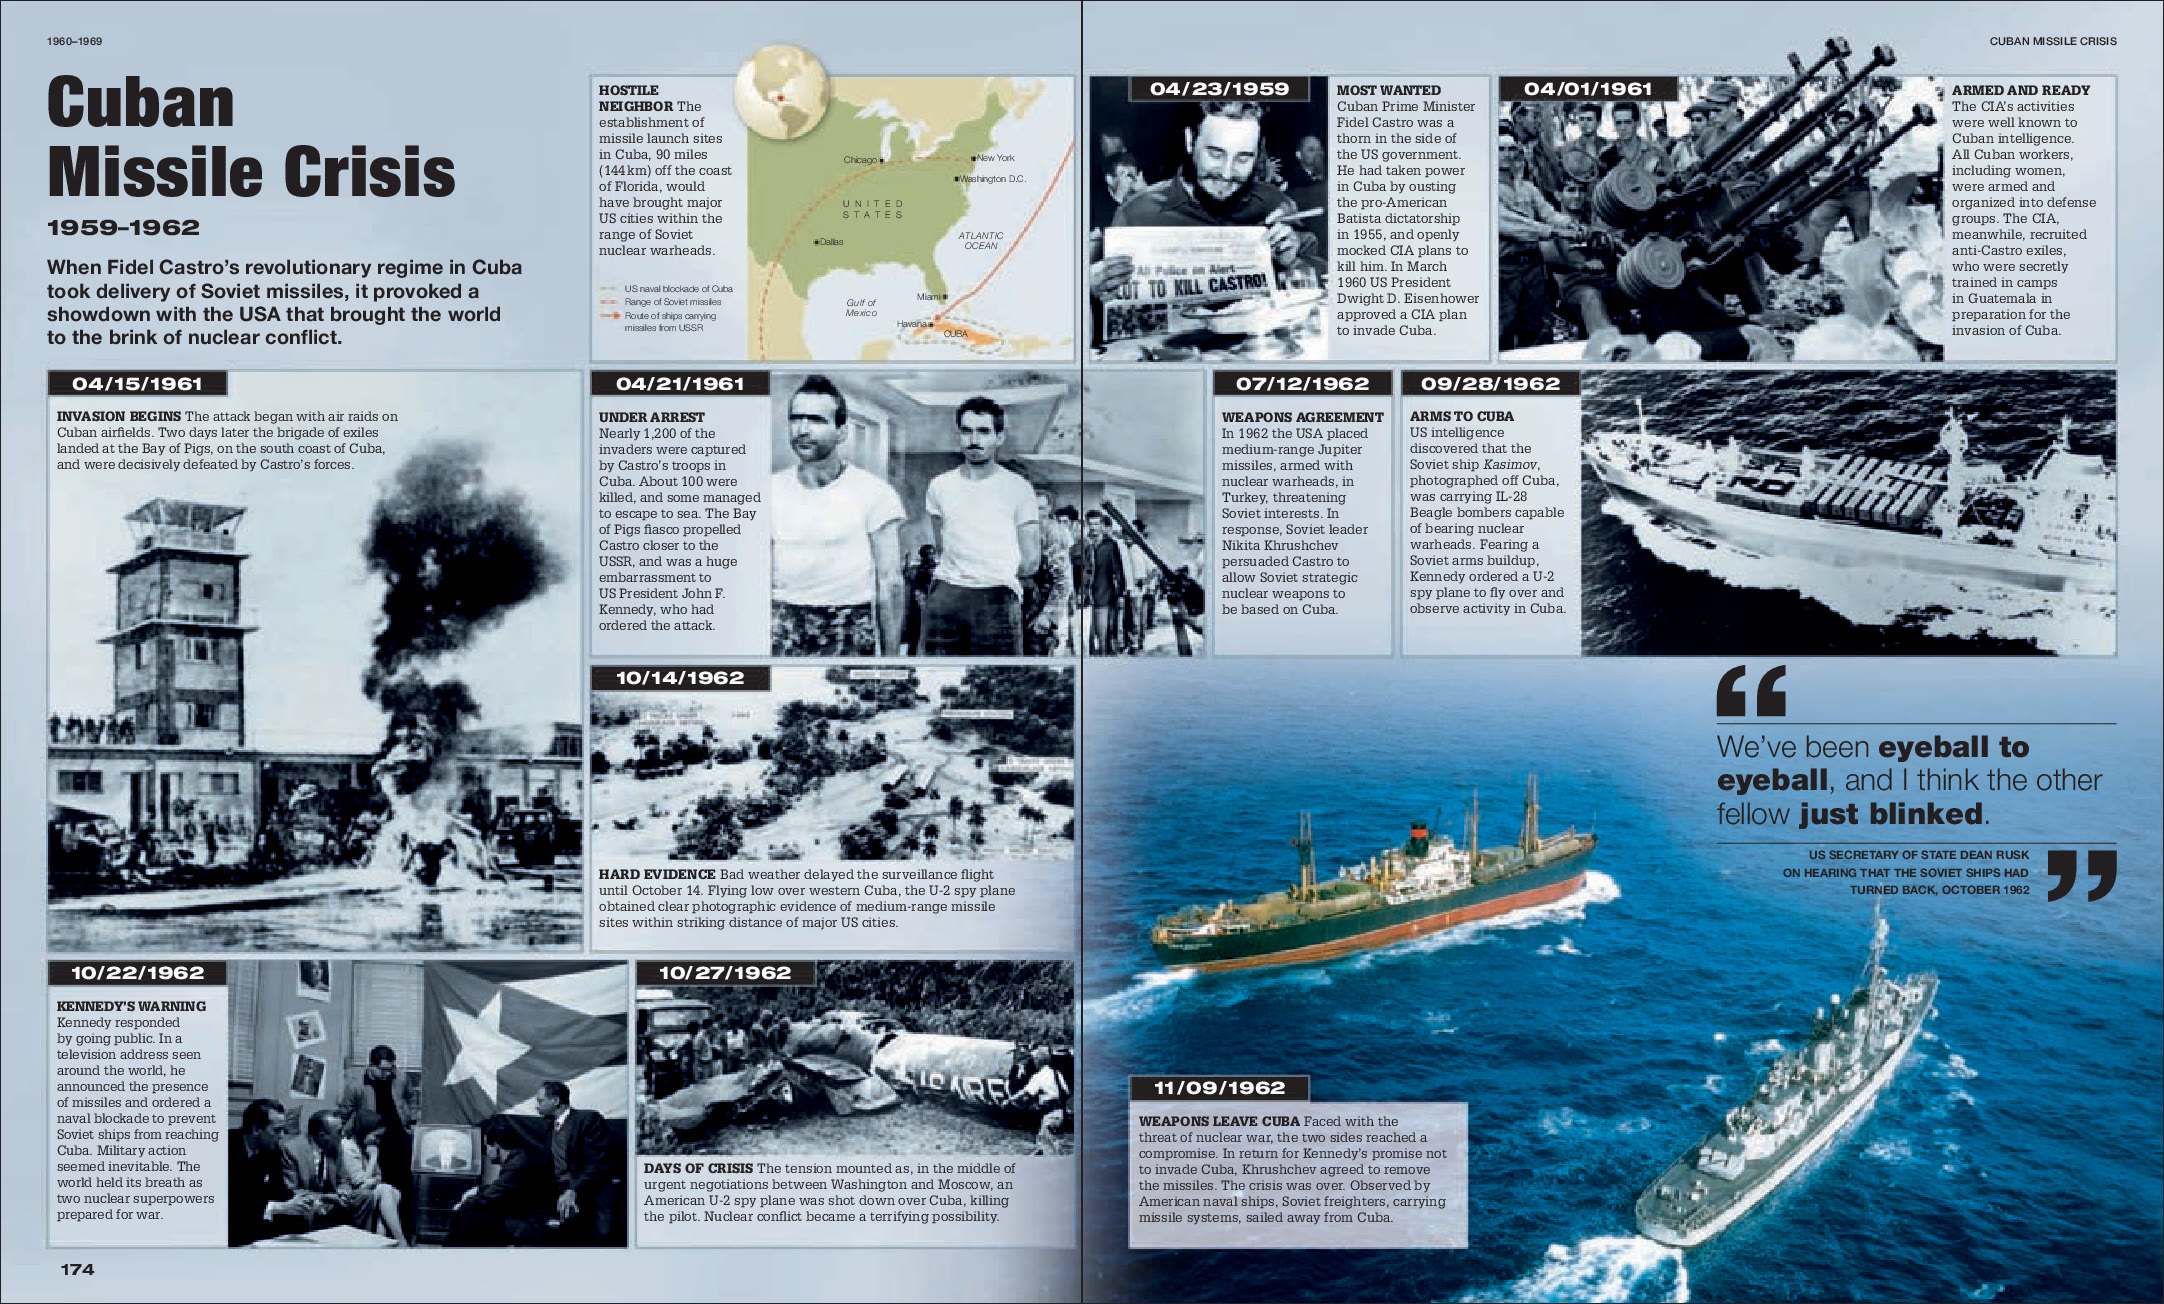 1960–1969
CUBAN MISSILE CRISIS
Cuban
Missile Crisis
1959–1962
When Fidel Castro's revolutionary regime in Cuba
took delivery of Soviet missiles, it provoked a
showdown with the USA that brought the world
to the brink of nuclear conflict.
HOSTILE
NEIGHBOR The
establishment of
missile launch sites
in Cuba, 90 miles
(144km) off the coast
of Florida, would
have brought major
US cities within the
range of Soviet
nuclear warheads.
US naval blockade of Cuba
Range of Soviet missiles
Route of ships carrying
missiles from USSR
Chicago
New York
Washington D.C.
UNITED
STATES
Dallas
ATLANTIC
OCEAN
Miami
Gulf of
Mexico
Havana
CUBA
04/23/1959
All Police on Alert
LOT TO KILL CASTRO!
MOST WANTED
Cuban Prime Minister
Fidel Castro was a
thorn in the side of
the US government.
He had taken power
in Cuba by ousting
the pro-American
Batista dictatorship
in 1955, and openly
mocked CIA plans to
kill him. In March
1960 US President
Dwight D. Eisenhower
approved a CIA plan
to invade Cuba.
04/01/1961
ARMED AND READY
The CIA's activities
were well known to
Cuban intelligence.
All Cuban workers,
including women,
were armed and
organized into defense
groups. The CIA,
meanwhile, recruited
anti-Castro exiles,
who were secretly
trained in camps
in Guatemala in
preparation for the
invasion of Cuba.
04/15/1961
INVASION BEGINS The attack began with air raids on
Cuban airfields. Two days later the brigade of exiles
landed at the Bay of Pigs, on the south coast of Cuba,
and were decisively defeated by Castro's forces.
04/21/1961
UNDER ARREST
Nearly 1,200 of the
invaders were captured
by Castro's troops in
Cuba. About 100 were
killed, and some managed
to escape to sea. The Bay
of Pigs fiasco propelled
Castro closer to the
USSR, and was a huge
embarrassment to
US President John F.
Kennedy, who had
ordered the attack.
07/12/1962
WEAPONS AGREEMENT
In 1962 the USA placed
medium-range Jupiter
missiles, armed with
nuclear warheads, in
Turkey, threatening
Soviet interests. In
response, Soviet leader
Nikita Khrushchev
persuaded Castro to
allow Soviet strategic
nuclear weapons to
be based on Cuba.
09/28/1962
ARMS TO CUBA
US intelligence
discovered that the
Soviet ship Kasimov,
photographed off Cuba,
was carrying IL-28
Beagle bombers capable
of bearing nuclear
warheads. Fearing a
Soviet arms buildup,
Kennedy ordered a U-2
spy plane to fly over and
observe activity in Cuba.
10/14/1962
HARD EVIDENCE Bad weather delayed the surveillance flight
until October 14. Flying low over western Cuba, the U-2 spy plane
obtained clear photographic evidence of medium-range missile
sites within striking distance of major US cities.
10/22/1962
KENNEDY'S WARNING
Kennedy responded
by going public. In a
television address seen
around the world, he
announced the presence
of missiles and ordered a
naval blockade to prevent
Soviet ships from reaching
Cuba. Military action
seemed inevitable. The
world held its breath as
two nuclear superpowers
prepared for war.
10/27/1962
DAYS OF CRISIS The tension mounted as, in the middle of
urgent negotiations between Washington and Moscow, an
American U-2 spy plane was shot down over Cuba, killing
the pilot. Nuclear conflict became a terrifying possibility.
“
We've been eyeball to
eyeball, and I think the other
fellow just blinked.
”
US SECRETARY OF STATE DEAN RUSK
ON HEARING THAT THE SOVIET SHIPS HAD
TURNED BACK, OCTOBER 1962
11/09/1962
WEAPONS LEAVE CUBA Faced with the
threat of nuclear war, the two sides reached a
compromise. In return for Kennedy's promise not
to invade Cuba, Khrushchev agreed to remove
the missiles. The crisis was over. Observed by
American naval ships, Soviet freighters, carrying
missile systems, sailed away from Cuba.
174